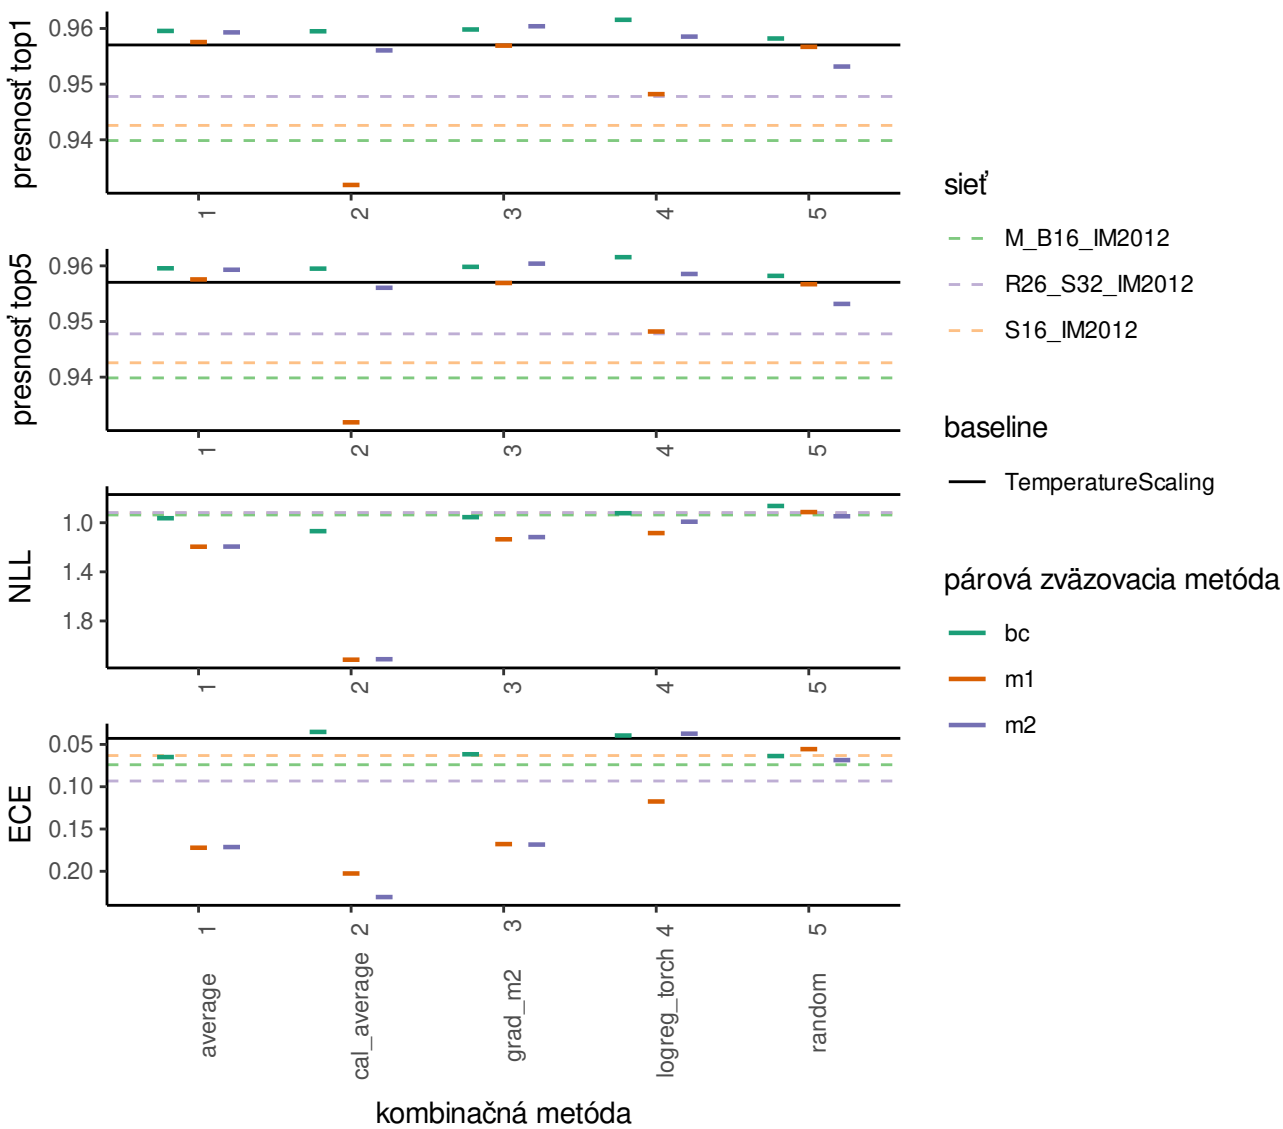 presnosť top1
0.96
0.95
0.94
1 2 3 4 5
presnosť top5
0.96
0.95
0.94
1 2 3 4 5
NLL
1.0
1.4
1.8
1 2 3 4 5
ECE
0.05
0.10
0.15
0.20
average 1
cal_average 2
grad_m2 3
logreg_torch 4
random 5
kombinačná metóda
sieť
M_B16_IM2012
R26_S32_IM2012
S16_IM2012
baseline
TemperatureScaling
párová zväzovacia metóda
bc
m1
m2